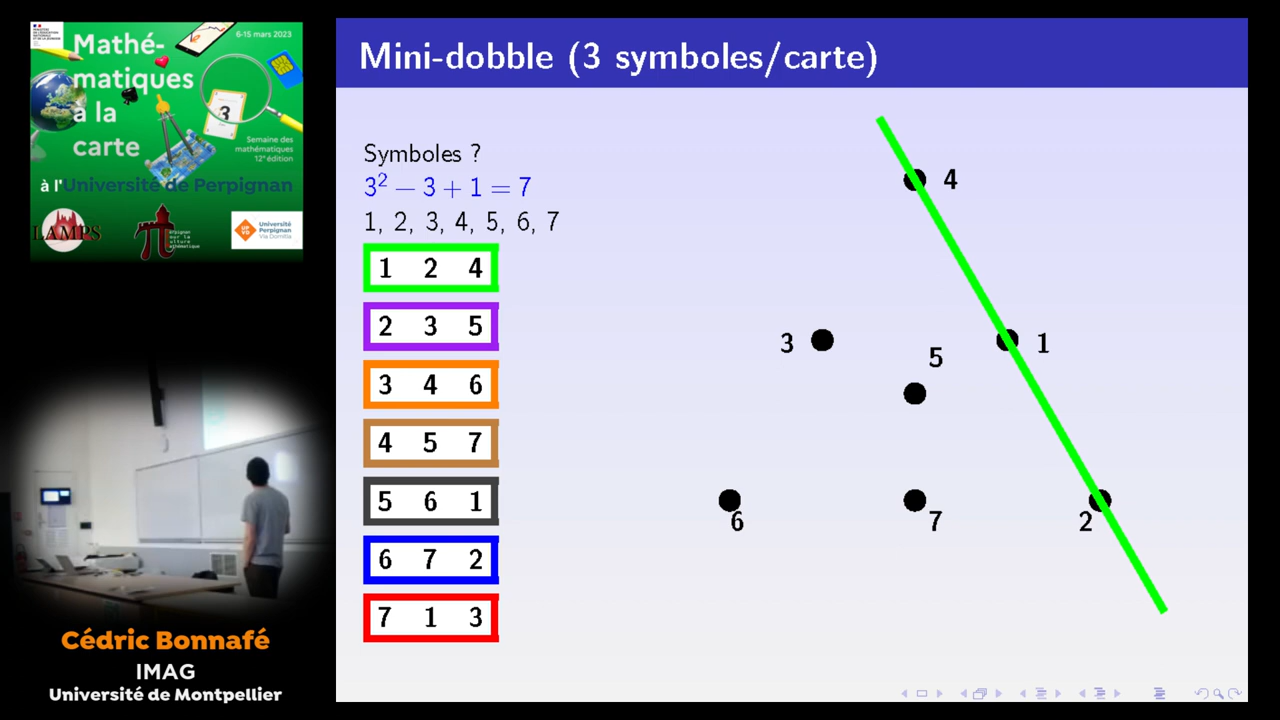 6-15 mars 2023
Mathé-
matiques
à la
carte
3
Semaine des
mathématiques
12e édition
à l'Université de Perpignan
LAMPS
Université
Perpignan
Via Domitia
Cédric Bonnafé
IMAG
Université de Montpellier
Mini-dobble (3 symboles/carte)
Symboles ?
3² − 3 + 1 = 7
1, 2, 3, 4, 5, 6, 7
1 2 4
2 3 5
3 4 6
4 5 7
5 6 1
6 7 2
7 1 3
4
3
1
5
6
7
2